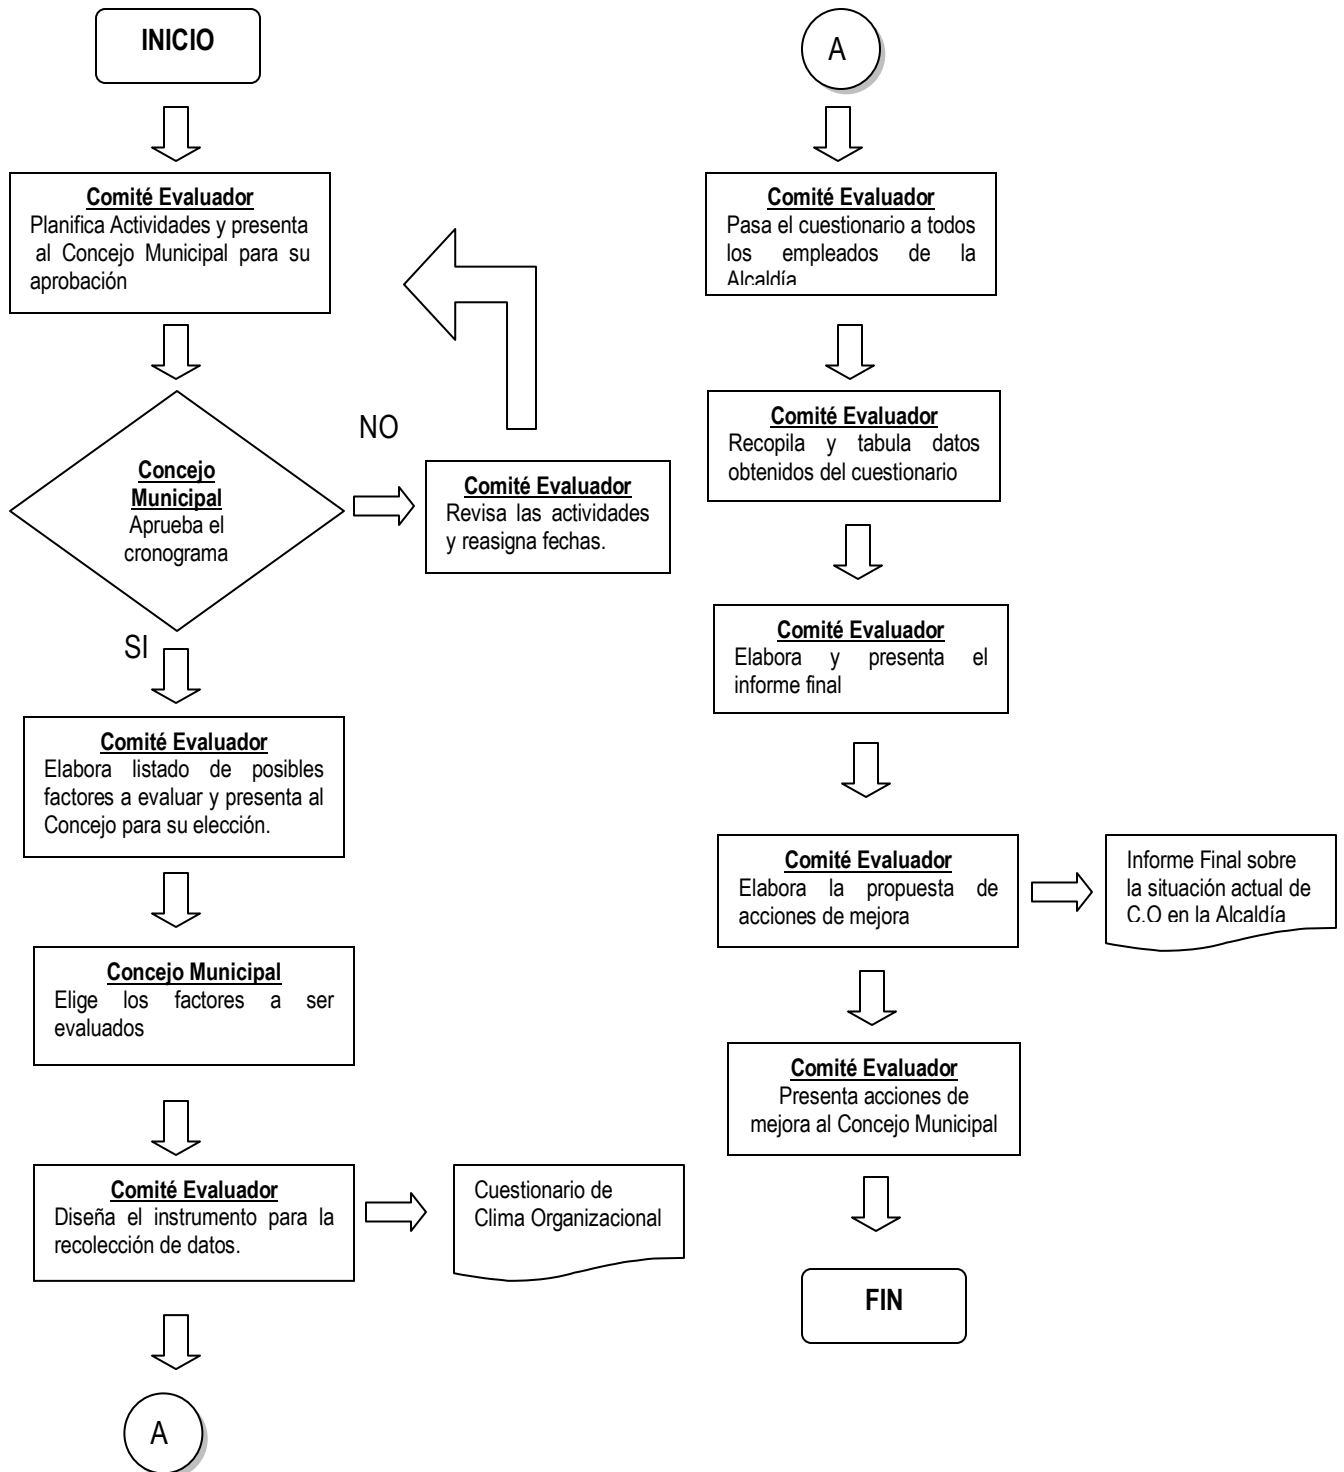 INICIO
Comité Evaluador
Planifica Actividades y presenta
al Concejo Municipal para su
aprobación
Concejo
Municipal
Aprueba el
cronograma
NO
Comité Evaluador
Revisa las actividades
y reasigna fechas.
SI
Comité Evaluador
Elabora listado de posibles
factores a evaluar y presenta al
Concejo para su elección.
Concejo Municipal
Elige los factores a ser
evaluados
Comité Evaluador
Diseña el instrumento para la
recolección de datos.
Cuestionario de
Clima Organizacional
A
A
Comité Evaluador
Pasa el cuestionario a todos
los empleados de la
Alcaldía
Comité Evaluador
Recopila y tabula datos
obtenidos del cuestionario
Comité Evaluador
Elabora y presenta el
informe final
Comité Evaluador
Elabora la propuesta de
acciones de mejora
Informe Final sobre
la situación actual de
C.O en la Alcaldía
Comité Evaluador
Presenta acciones de
mejora al Concejo Municipal
FIN